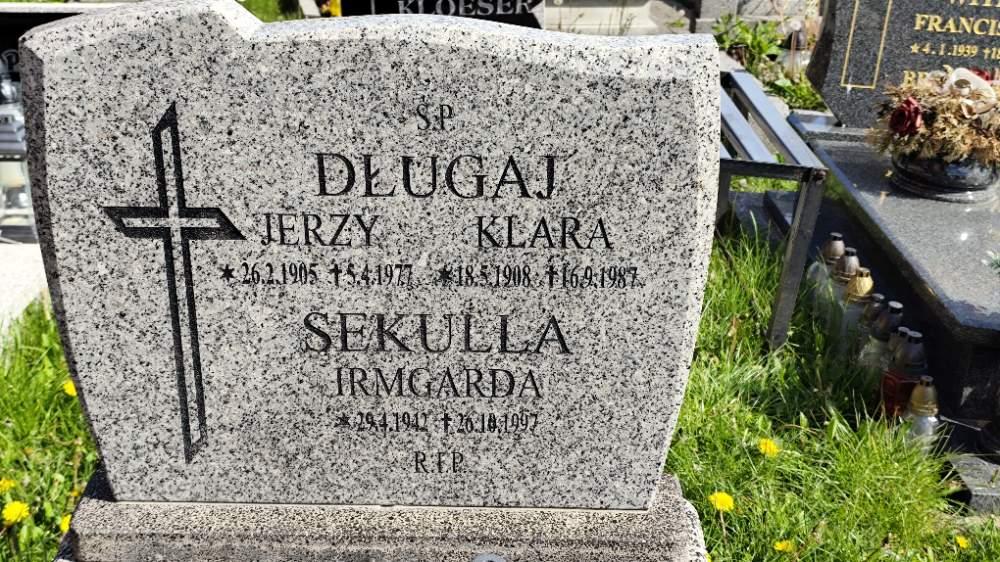 KLOESER
Ś.P.
DŁUGAJ
JERZY KLARA
*26.2.1905 †5.4.1977 *18.5.1908 †16.9.1987
SEKULLA
IRMGARDA
*29.4.1942 †26.10.1997
R.I.P.
*4.1.1939